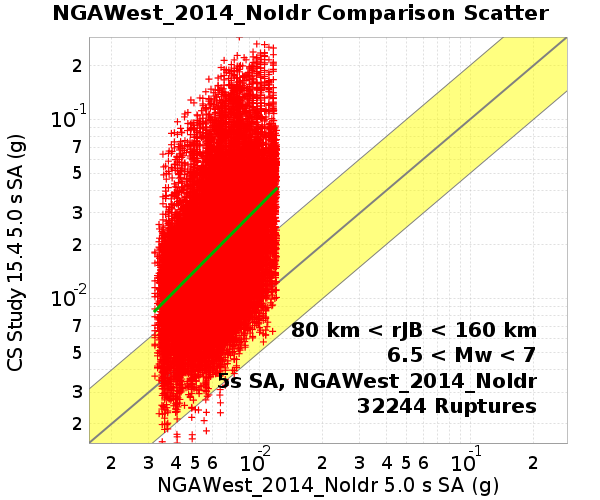 NGAWest_2014_NoIdr Comparison Scatter
CS Study 15.4 5.0 s SA (g)
2
10-1
7
5
3
2
10-2
7
5
3
2
80 km < rJB < 160 km
6.5 < Mw < 7
5s SA, NGAWest_2014_NoIdr
32244 Ruptures
2 3 4 5 6 10-2 2 3 4 5 6 10-1 2
NGAWest_2014_NoIdr 5.0 s SA (g)